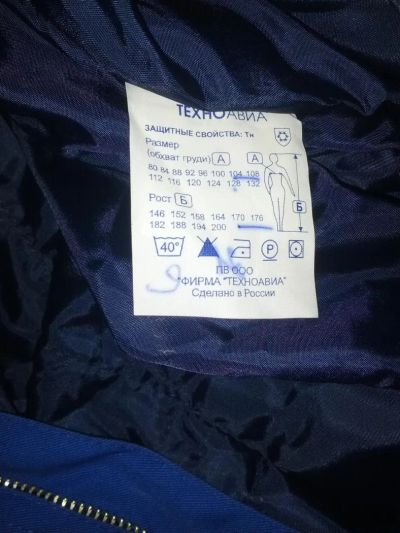 ТЕХНОАВИА
ЗАЩИТНЫЕ СВОЙСТВА: Тн
Размер
(обхват груди) А А
80 84 88 92 96 100 104 108
112 116 120 124 128 132
Б
Рост Б
146 152 158 164 170 176
182 188 194 200
40° P
ПВ ООО
"ФИРМА "ТЕХНОАВИА"
Сделано в России